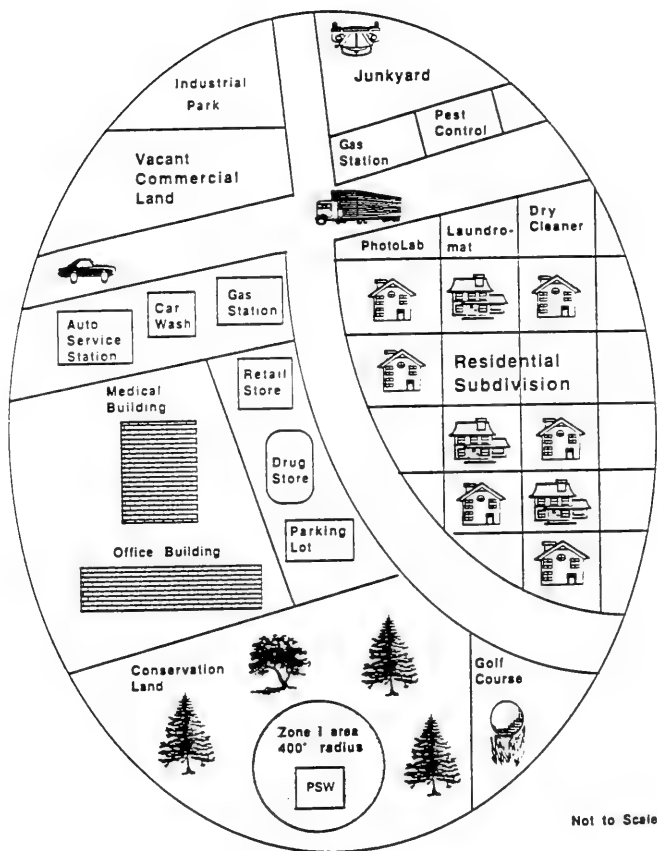 Industrial
Park
Junkyard
Gas
Station
Pest
Control
Vacant
Commercial
Land
PhotoLab
Laundro-
mat
Dry
Cleaner
Auto
Service
Station
Car
Wash
Gas
Station
Residential
Subdivision
Medical
Building
Retail
Store
Drug
Store
Parking
Lot
Office Building
Conservation
Land
Golf
Course
Zone 1 area
400° radius
PSW
Not to Scale